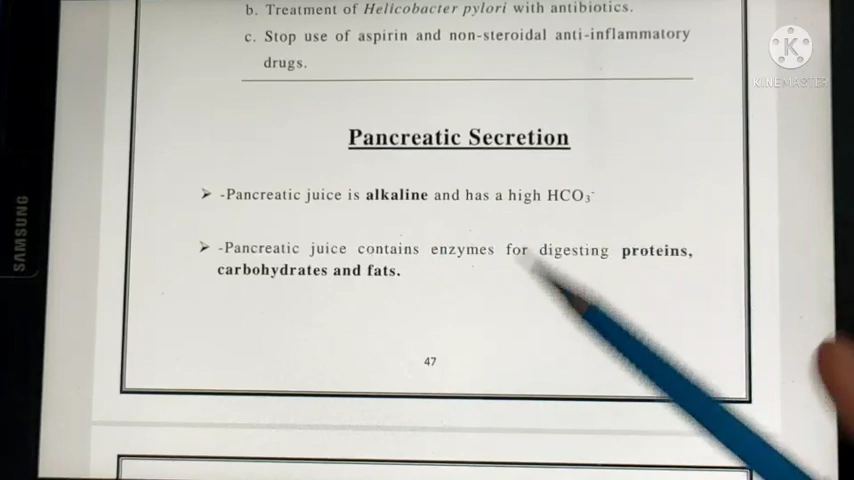 b. Treatment of Helicobacter pylori with antibiotics.
c. Stop use of aspirin and non-steroidal anti-inflammatory
drugs.
K
KINEMASTER
Pancreatic Secretion
➢ -Pancreatic juice is alkaline and has a high HCO₃⁻
➢ -Pancreatic juice contains enzymes for digesting proteins,
carbohydrates and fats.
47
SAMSUNG